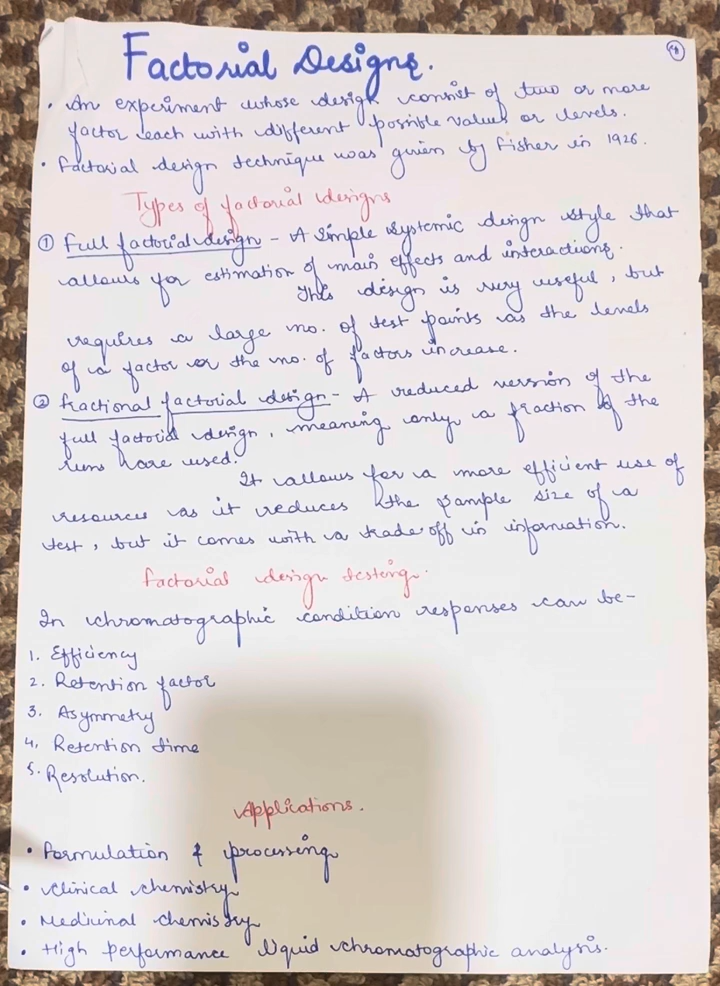 Factorial Designs.
• An experiment whose design consist of two or more
factor each with different possible values or levels.
• Factorial design technique was given by Fisher in 1926.
Types of factorial designs
① Full factorial design - A simple systemic design style that
allows for estimation of main effects and interactions.
This design is very useful, but
requires a large no. of test points as the levels
of a factor or the no. of factors increase.
② Fractional factorial design - A reduced version of the
full factorial design, meaning only a fraction of the
runs are used.
It allows for a more efficient use of
resources as it reduces the sample size of a
test, but it comes with a trade off in information.
Factorial design testing.
In chromatographic condition responses can be-
1. Efficiency
2. Retention factor
3. Asymmetry
4. Retention time
5. Resolution.
Applications.
• Formulation & processing
• Clinical chemistry
• Medicinal chemistry
• High performance liquid chromatographic analysis.